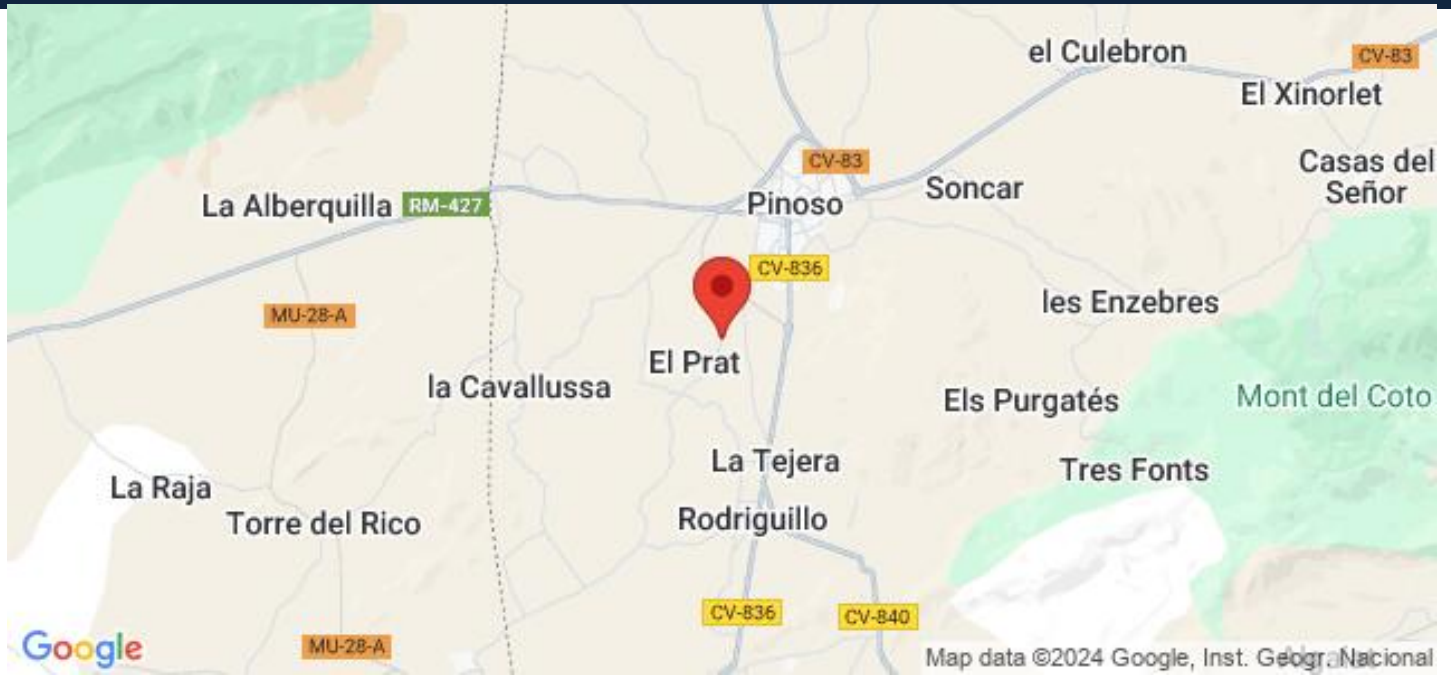 el Culebron
CV-83
El Xinorlet
CV-83
Casas del
Señor
La Alberquilla
RM-427
Pinoso
Soncar
CV-836
les Enzebres
MU-28-A
El Prat
la Cavallussa
Els Purgatés
Mont del Coto
La Tejera
Tres Fonts
La Raja
Torre del Rico
Rodriguillo
CV-836
CV-840
Google
MU-28-A
Map data ©2024 Google, Inst. Geogr. Nacional